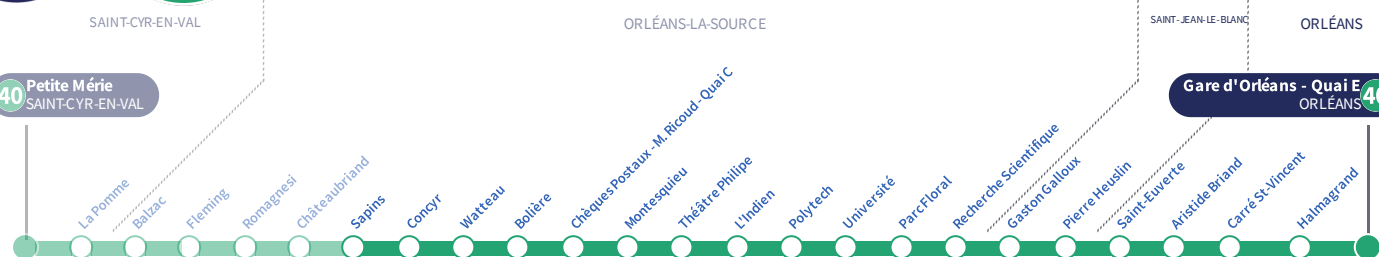 SAINT-CYR-EN-VAL
ORLÉANS-LA-SOURCE
SAINT-JEAN-LE-BLANC
ORLÉANS
40
Petite Mérie
SAINT-CYR-EN-VAL
Gare d'Orléans - Quai E
ORLÉANS
La Pomme
Balzac
Fleming
Romagnesi
Châteaubriand
Sapins
Concyr
Watteau
Bolière
Chèques Postaux - M. Ricoud - Quai C
Montesquieu
Théâtre Philipe
L'Indien
Polytech
Université
Parc Floral
Recherche Scientifique
Gaston Galloux
Pierre Heuslin
Saint-Euverte
Aristide Briand
Carré St-Vincent
Halmagrand